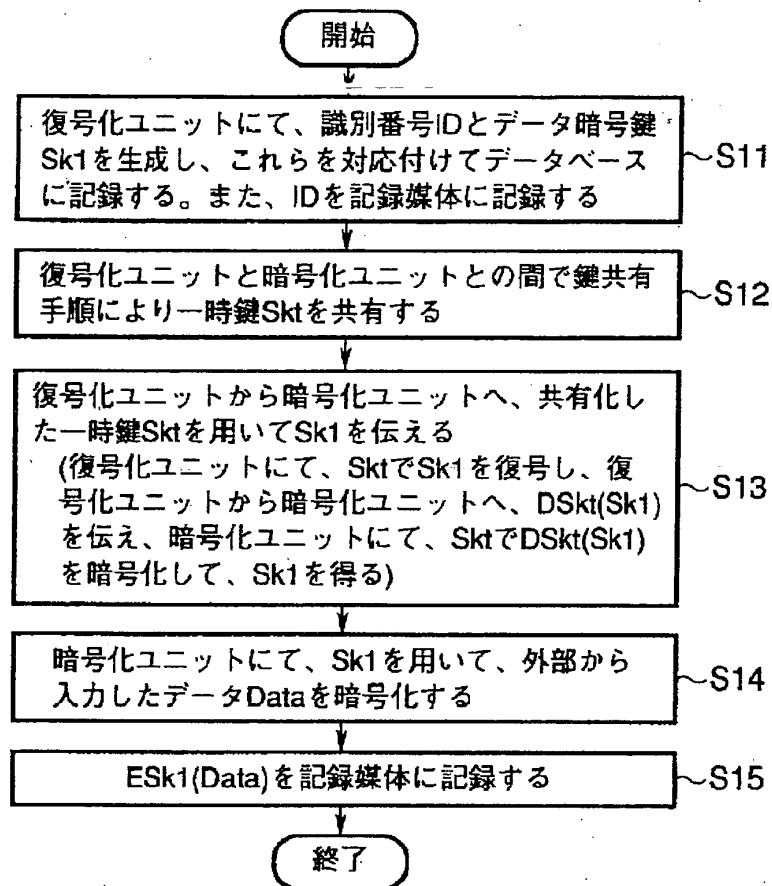 開始
復号化ユニットにて、識別番号IDとデータ暗号鍵
Sk1を生成し、これらを対応付けてデータベース
に記録する。また、IDを記録媒体に記録する
~S11
復号化ユニットと暗号化ユニットとの間で鍵共有
手順により一時鍵Sktを共有する
~S12
復号化ユニットから暗号化ユニットへ、共有化し
た一時鍵Sktを用いてSk1を伝える
(復号化ユニットにて、SktでSk1を復号し、復
号化ユニットから暗号化ユニットへ、DSkt(Sk1)
を伝え、暗号化ユニットにて、SktでDSkt(Sk1)
を暗号化して、Sk1を得る)
~S13
暗号化ユニットにて、Sk1を用いて、外部から
入力したデータDataを暗号化する
~S14
ESk1(Data)を記録媒体に記録する
~S15
終了